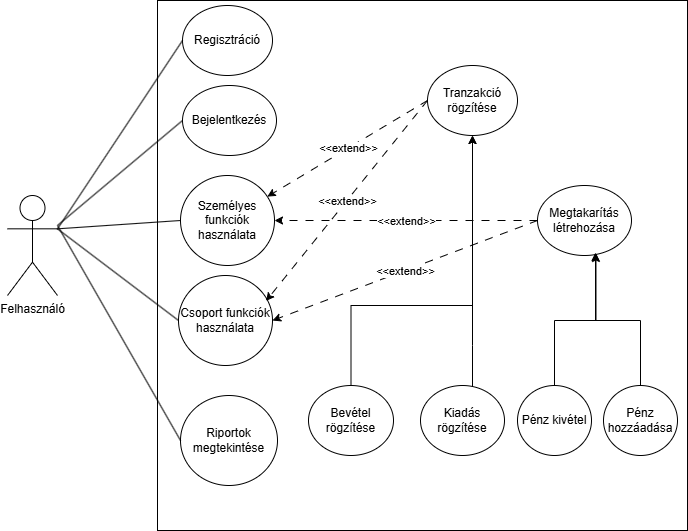 Regisztráció
Bejelentkezés
Személyes
funkciók
használata
Csoport funkciók
használata
Riportok
megtekintése
Felhasználó
Tranzakció
rögzítése
<<extend>>
<<extend>>
<<extend>>
<<extend>>
Megtakarítás
létrehozása
Bevétel
rögzítése
Kiadás
rögzítése
Pénz kivétel
Pénz
hozzáadása